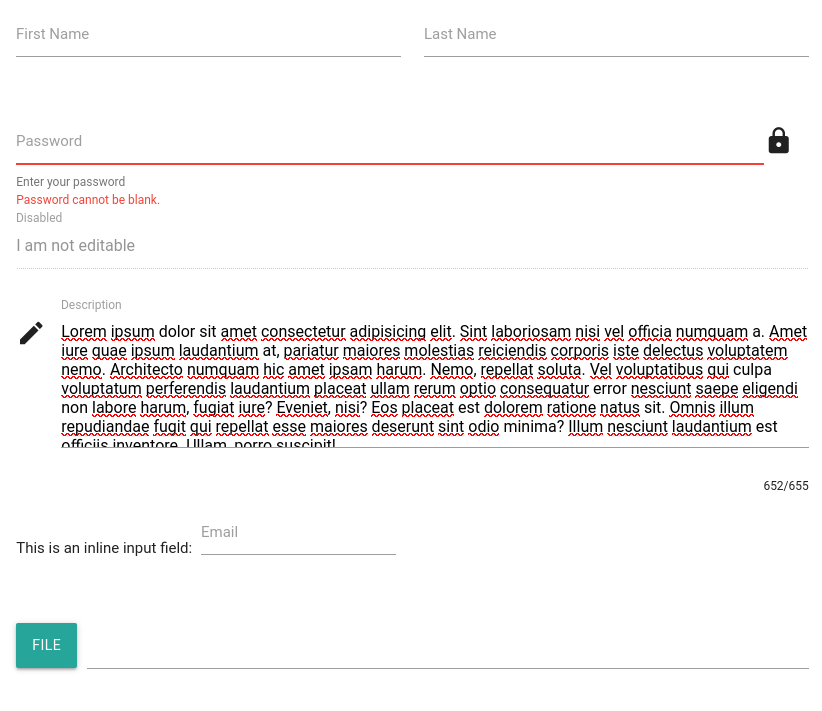 First Name Last Name
Password
Enter your password
Password cannot be blank.
Disabled
I am not editable
Description
Lorem ipsum dolor sit amet consectetur adipisicing elit. Sint laboriosam nisi vel officia numquam a. Amet
iure quae ipsum laudantium at, pariatur maiores molestias reiciendis corporis iste delectus voluptatem
nemo. Architecto numquam hic amet ipsam harum. Nemo, repellat soluta. Vel voluptatibus qui culpa
voluptatum perferendis laudantium placeat ullam rerum optio consequatur error nesciunt saepe eligendi
non labore harum, fugiat iure? Eveniet, nisi? Eos placeat est dolorem ratione natus sit. Omnis illum
repudiandae fugit qui repellat esse maiores deserunt sint odio minima? Illum nesciunt laudantium est
officiis inventore. Ullam, porro suscipit!
652/655
Email
This is an inline input field:
FILE